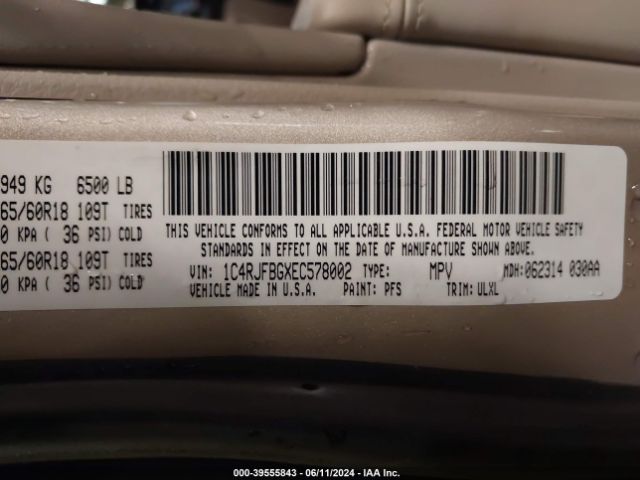 949 KG 6500 LB
65/60R18 109T TIRES
0 KPA ( 36 PSI) COLD
65/60R18 109T TIRES
0 KPA ( 36 PSI) COLD
THIS VEHICLE CONFORMS TO ALL APPLICABLE U.S.A. FEDERAL MOTOR VEHICLE SAFETY
STANDARDS IN EFFECT ON THE DATE OF MANUFACTURE SHOWN ABOVE.
VIN: 1C4RJFBGXEC578002 TYPE: MPV MDH: 062314 030AA
VEHICLE MADE IN U.S.A. PAINT: PFS TRIM: ULXL
000-39555843 - 06/11/2024 - IAA Inc.